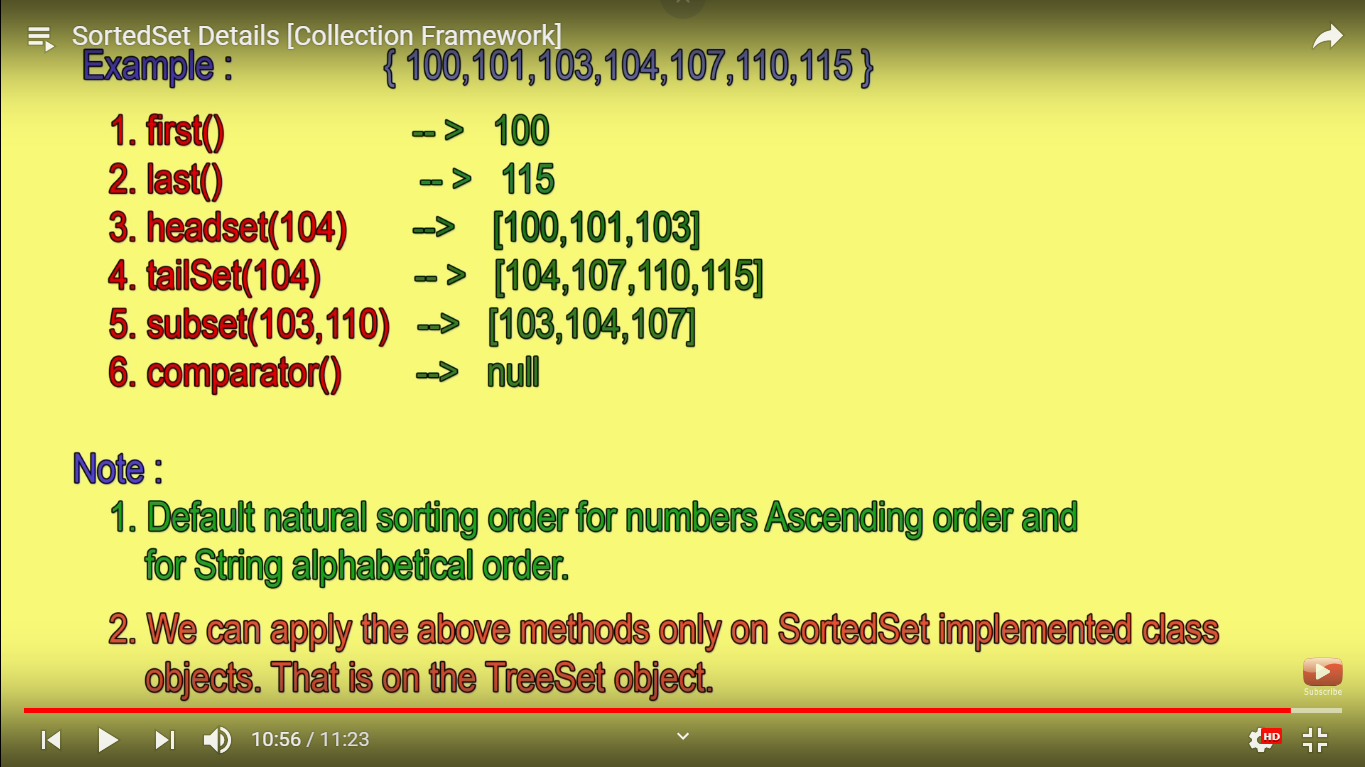 SortedSet Details [Collection Framework]
Example : { 100,101,103,104,107,110,115 }
1. first() -- > 100
2. last() -- > 115
3. headset(104) --> [100,101,103]
4. tailSet(104) -- > [104,107,110,115]
5. subset(103,110) --> [103,104,107]
6. comparator() --> null
Note :
1. Default natural sorting order for numbers Ascending order and
for String alphabetical order.
2. We can apply the above methods only on SortedSet implemented class
objects. That is on the TreeSet object.
Subscribe
10:56 / 11:23
HD